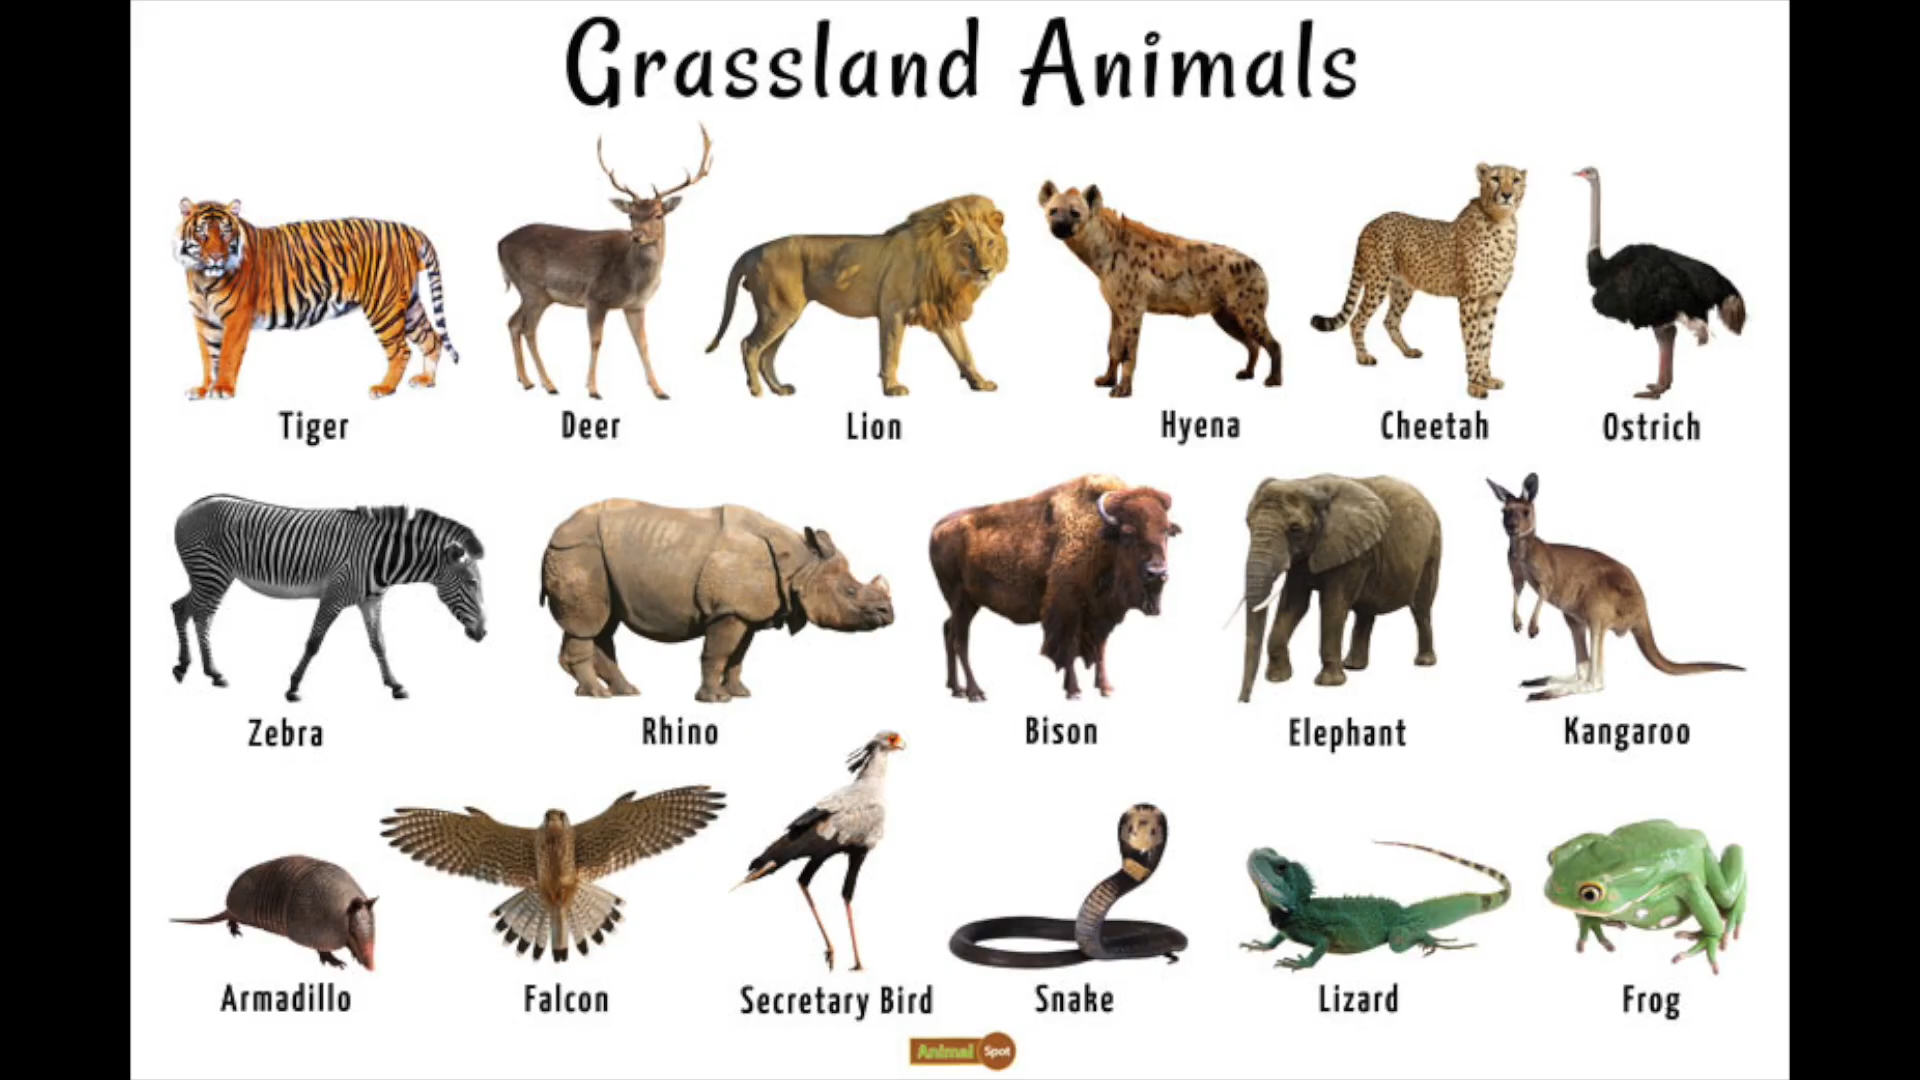 Grassland Animals
Tiger
Deer
Lion
Hyena
Cheetah
Ostrich
Zebra
Rhino
Bison
Elephant
Kangaroo
Armadillo
Falcon
Secretary Bird
Snake
Lizard
Frog
Animal Spot